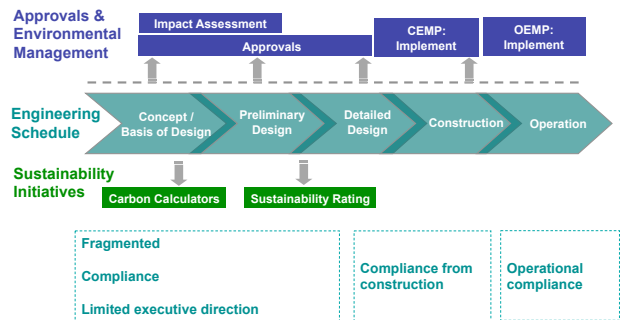 Approvals &
Environmental
Management
Impact Assessment
Approvals
CEMP:
Implement
OEMP:
Implement
Engineering
Schedule
Concept /
Basis of Design
Preliminary
Design
Detailed
Design
Construction
Operation
Sustainability
Initiatives
Carbon Calculators
Sustainability Rating
Fragmented
Compliance
Limited executive direction
Compliance from
construction
Operational
compliance